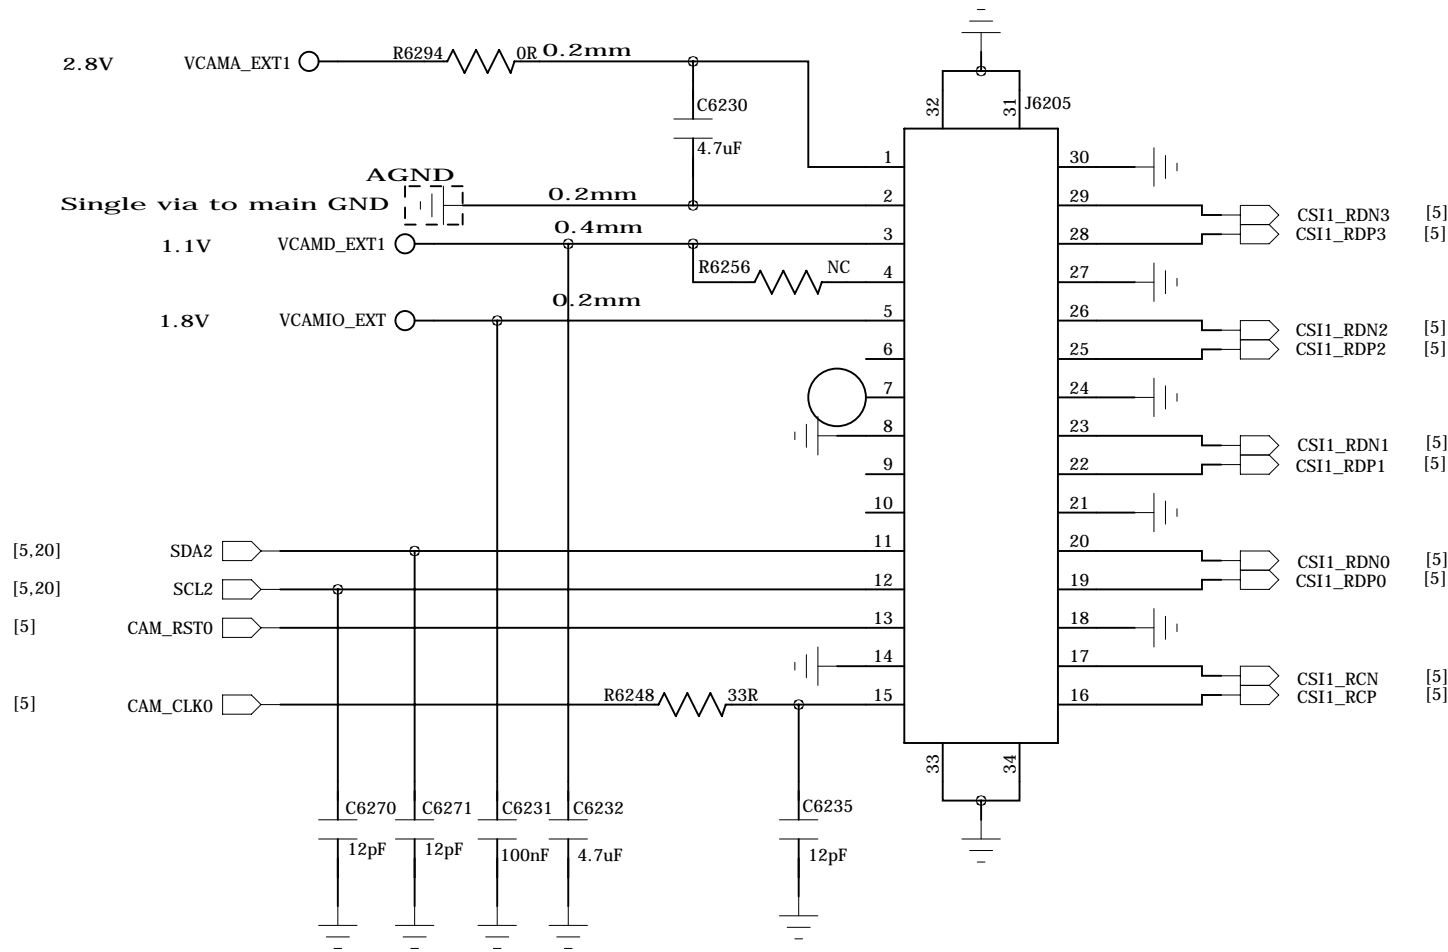 32
31
J6205
2.8V VCAMA_EXT1 R6294 0R 0.2mm
C6230
4.7uF
1 30
AGND
Single via to main GND 0.2mm 2 29 CSI1_RDN3 [5]
1.1V VCAMD_EXT1 0.4mm 3 28 CSI1_RDP3 [5]
R6256 NC 4 27
1.8V VCAMIO_EXT 0.2mm 5 26 CSI1_RDN2 [5]
6 25 CSI1_RDP2 [5]
7 24
8 23 CSI1_RDN1 [5]
9 22 CSI1_RDP1 [5]
10 21
[5,20] SDA2 11 20 CSI1_RDN0 [5]
[5,20] SCL2 12 19 CSI1_RDP0 [5]
[5] CAM_RST0 13 18
14 17 CSI1_RCN [5]
[5] CAM_CLK0 R6248 33R 15 16 CSI1_RCP [5]
33
34
C6270 C6271 C6231 C6232 C6235
12pF 12pF 100nF 4.7uF 12pF